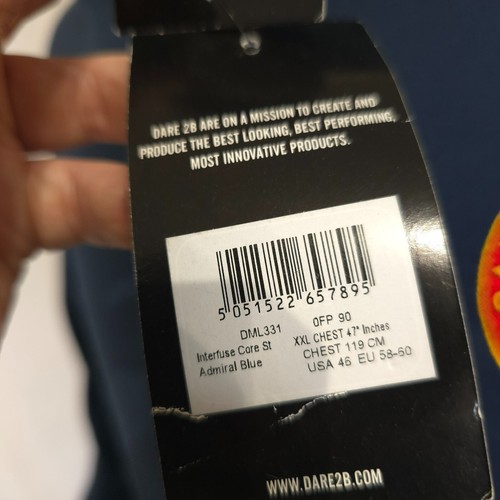 DARE 2B ARE ON A MISSION TO CREATE AND
PRODUCE THE BEST LOOKING, BEST PERFORMING,
MOST INNOVATIVE PRODUCTS.
5 051522 657895
DML331
Interfuse Core St
Admiral Blue
0FP 90
XXL CHEST 47" Inches
CHEST 119 CM
USA 46 EU 58-60
WWW.DARE2B.COM